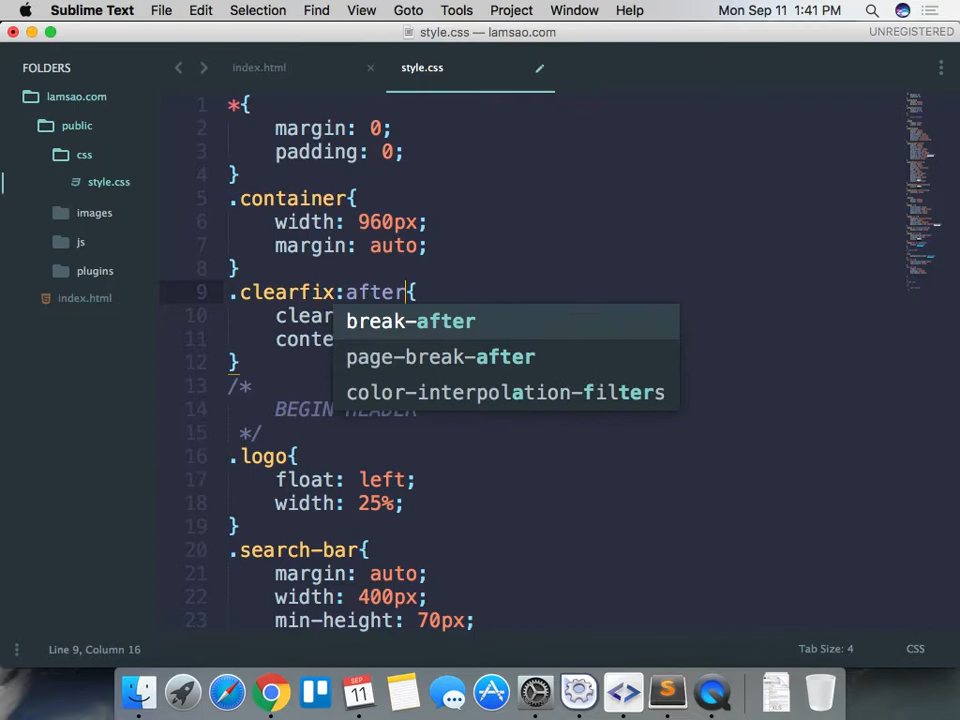 Sublime Text File Edit Selection Find View Goto Tools Project Window Help Mon Sep 11 1:41 PM
style.css — lamsao.com UNREGISTERED
FOLDERS
lamsao.com
public
css
style.css
images
js
plugins
index.html
index.html
style.css
1 *{
2 margin: 0;
3 padding: 0;
4 }
5 .container{
6 width: 960px;
7 margin: auto;
8 }
9 .clearfix:after{
10 clear
11 conte
12 }
break-after
page-break-after
color-interpolation-filters
13 /*
14 BEGIN HEADER
15 */
16 .logo{
17 float: left;
18 width: 25%;
19 }
20 .search-bar{
21 margin: auto;
22 width: 400px;
23 min-height: 70px;
Line 9, Column 16 Tab Size: 4 CSS
SEP
11